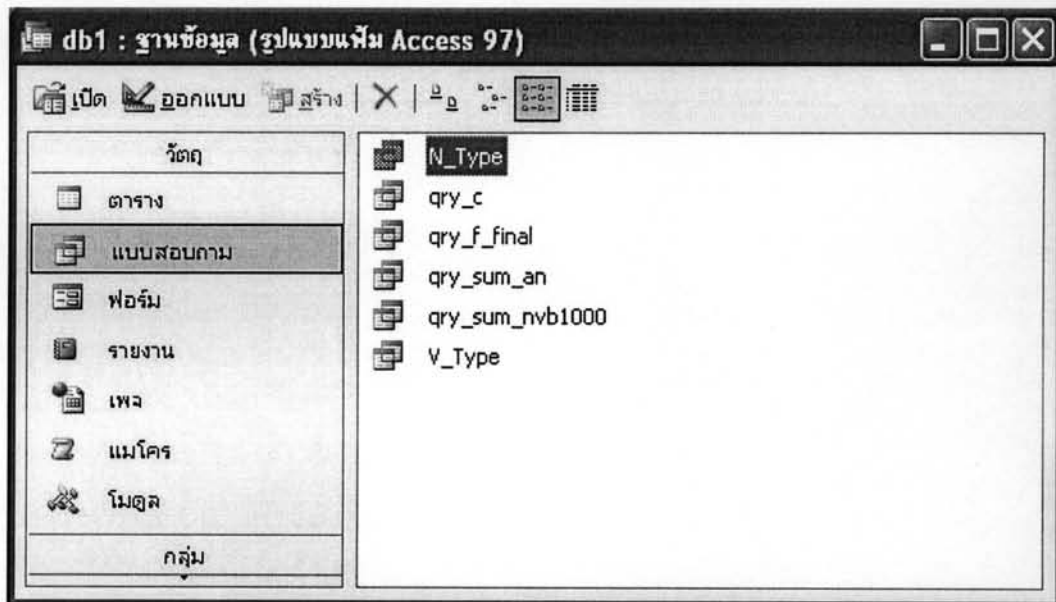 db1 : ฐานข้อมูล (รูปแบบแฟ้ม Access 97)
เปิด ออกแบบ สร้าง
วัตถุ
ตาราง
แบบสอบถาม
ฟอร์ม
รายงาน
เพจ
แมโคร
โมดูล
กลุ่ม
N_Type
qry_c
qry_f_final
qry_sum_an
qry_sum_nvb1000
V_Type